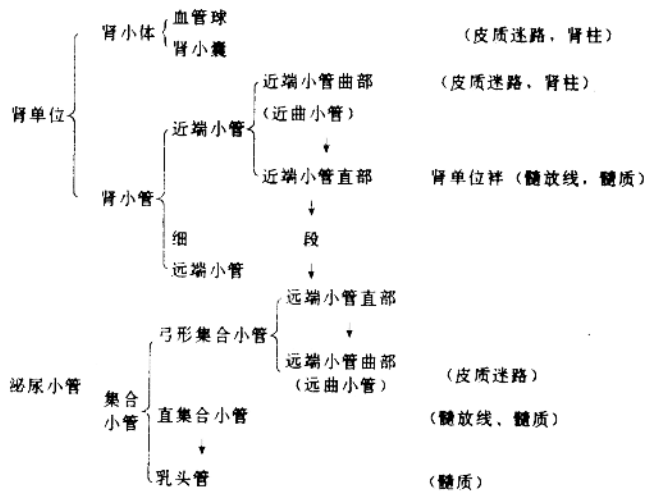 血管球
肾小体
肾小囊
(皮质迷路，肾柱)
近端小管曲部
(皮质迷路，肾柱)
(近曲小管)
肾单位
近端小管
近端小管直部
肾单位袢 (髓放线，髓质)
肾小管
细 段
远端小管
远端小管直部
弓形集合小管
远端小管曲部
(皮质迷路)
(远曲小管)
泌尿小管
集合
小管
直集合小管
(髓放线、髓质)
乳头管
(髓质)